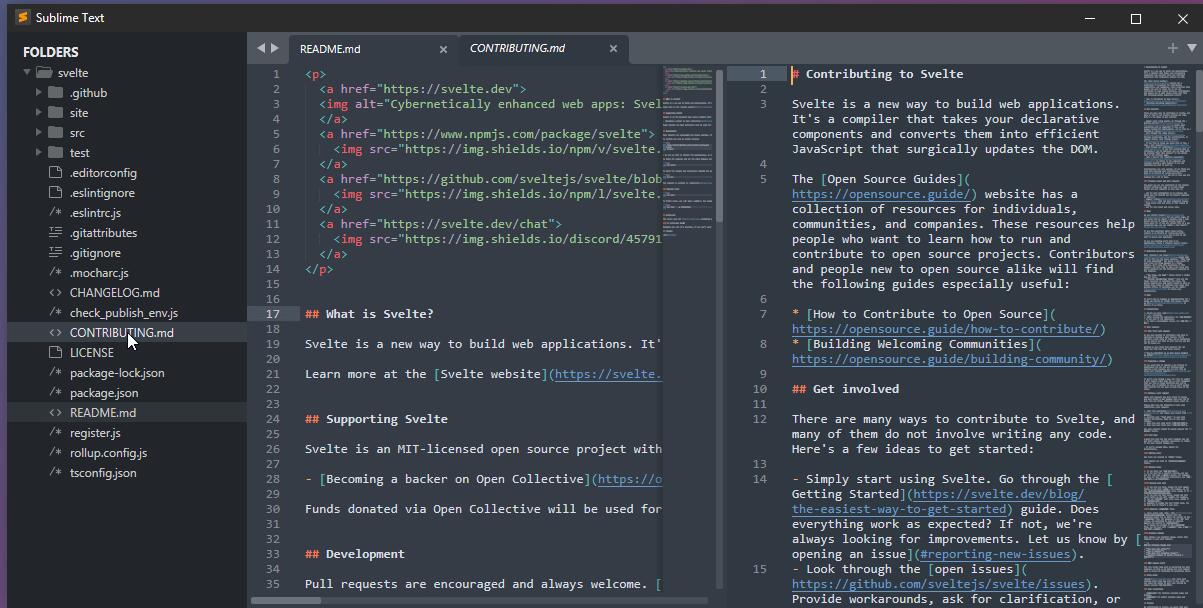 Sublime Text
FOLDERS
svelte
.github
site
src
test
.editorconfig
.eslintignore
/* .eslintrc.js
.gitattributes
.gitignore
/* .mocharc.js
<> CHANGELOG.md
/* check_publish_env.js
<> CONTRIBUTING.md
LICENSE
/* package-lock.json
/* package.json
<> README.md
/* register.js
/* rollup.config.js
/* tsconfig.json
README.md
CONTRIBUTING.md
1 <p>
2 <a href="https://svelte.dev">
3 <img alt="Cybernetically enhanced web apps: Svel
4 </a>
5 <a href="https://www.npmjs.com/package/svelte">
6 <img src="https://img.shields.io/npm/v/svelte.
7 </a>
8 <a href="https://github.com/sveltejs/svelte/blob
9 <img src="https://img.shields.io/npm/l/svelte.
10 </a>
11 <a href="https://svelte.dev/chat">
12 <img src="https://img.shields.io/discord/45791
13 </a>
14 </p>
15
16
17 ## What is Svelte?
18
19 Svelte is a new way to build web applications. It'
20
21 Learn more at the [Svelte website](https://svelte.
22
23
24 ## Supporting Svelte
25
26 Svelte is an MIT-licensed open source project with
27
28 - [Becoming a backer on Open Collective](https://o
29
30 Funds donated via Open Collective will be used for
31
32
33 ## Development
34
35 Pull requests are encouraged and always welcome. [
1 # Contributing to Svelte
2
3 Svelte is a new way to build web applications.
It's a compiler that takes your declarative
components and converts them into efficient
JavaScript that surgically updates the DOM.
4
5 The [Open Source Guides](
https://opensource.guide/) website has a
collection of resources for individuals,
communities, and companies. These resources help
people who want to learn how to run and
contribute to open source projects. Contributors
and people new to open source alike will find
the following guides especially useful:
6
7 * [How to Contribute to Open Source](
https://opensource.guide/how-to-contribute/)
8 * [Building Welcoming Communities](
https://opensource.guide/building-community/)
9
10 ## Get involved
11
12 There are many ways to contribute to Svelte, and
many of them do not involve writing any code.
Here's a few ideas to get started:
13
14 - Simply start using Svelte. Go through the [
Getting Started](https://svelte.dev/blog/
the-easiest-way-to-get-started) guide. Does
everything work as expected? If not, we're
always looking for improvements. Let us know by [
opening an issue](#reporting-new-issues).
15 - Look through the [open issues](
https://github.com/sveltejs/svelte/issues).
Provide workarounds, ask for clarification, or